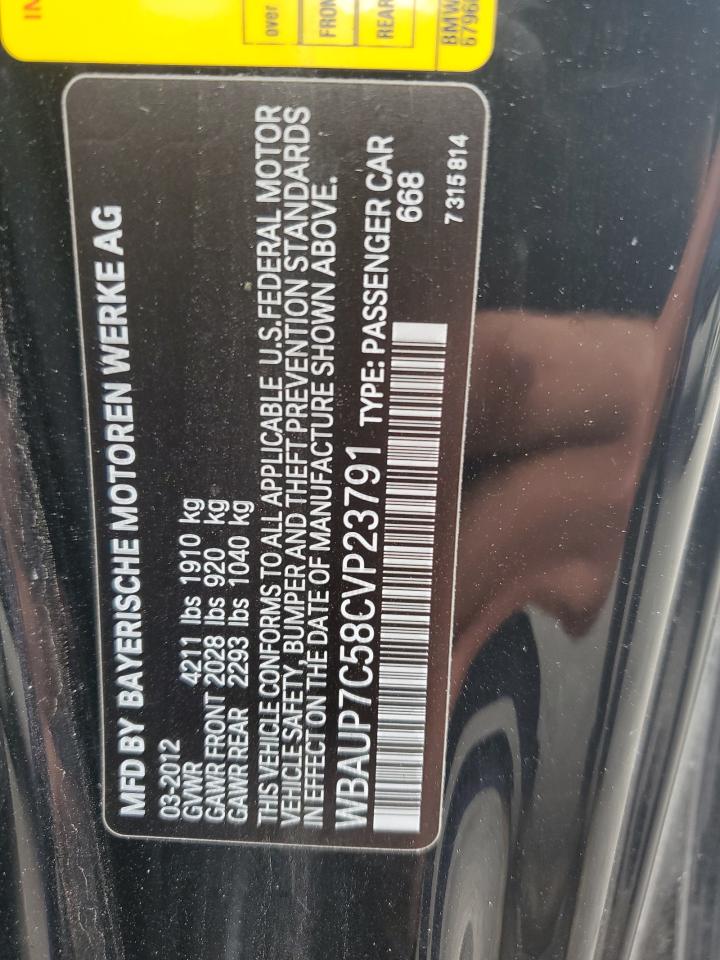 IN
over
FRON
REAR
BMW
6796
MFD BY BAYERISCHE MOTOREN WERKE AG
03-2012
GVWR 4211 lbs 1910 kg
GAWR FRONT 2028 lbs 920 kg
GAWR REAR 2293 lbs 1040 kg
THIS VEHICLE CONFORMS TO ALL APPLICABLE U.S. FEDERAL MOTOR
VEHICLE SAFETY, BUMPER AND THEFT PREVENTION STANDARDS
IN EFFECT ON THE DATE OF MANUFACTURE SHOWN ABOVE.
WBAUP7C58CVP23791 TYPE: PASSENGER CAR
668
7 315 814